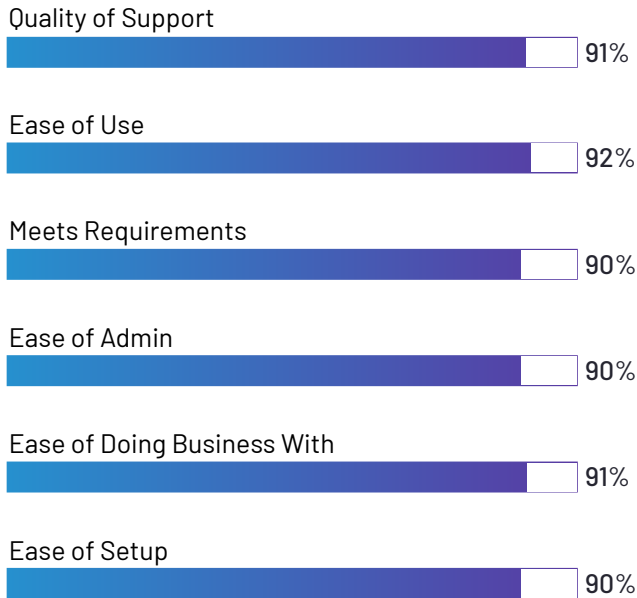 Quality of Support
91%
Ease of Use
92%
Meets Requirements
90%
Ease of Admin
90%
Ease of Doing Business With
91%
Ease of Setup
90%